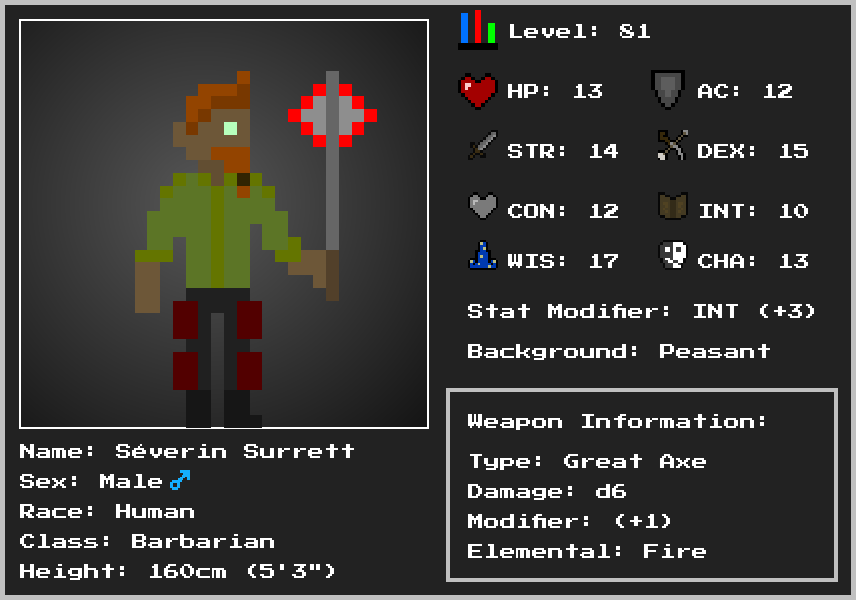 Level: 81
HP: 13
AC: 12
STR: 14
DEX: 15
CON: 12
INT: 10
WIS: 17
CHA: 13
Stat Modifier: INT (+3)
Background: Peasant
Weapon Information:
Type: Great Axe
Damage: d6
Modifier: (+1)
Elemental: Fire
Name: Séverin Surrett
Sex: Male♂
Race: Human
Class: Barbarian
Height: 160cm (5'3")